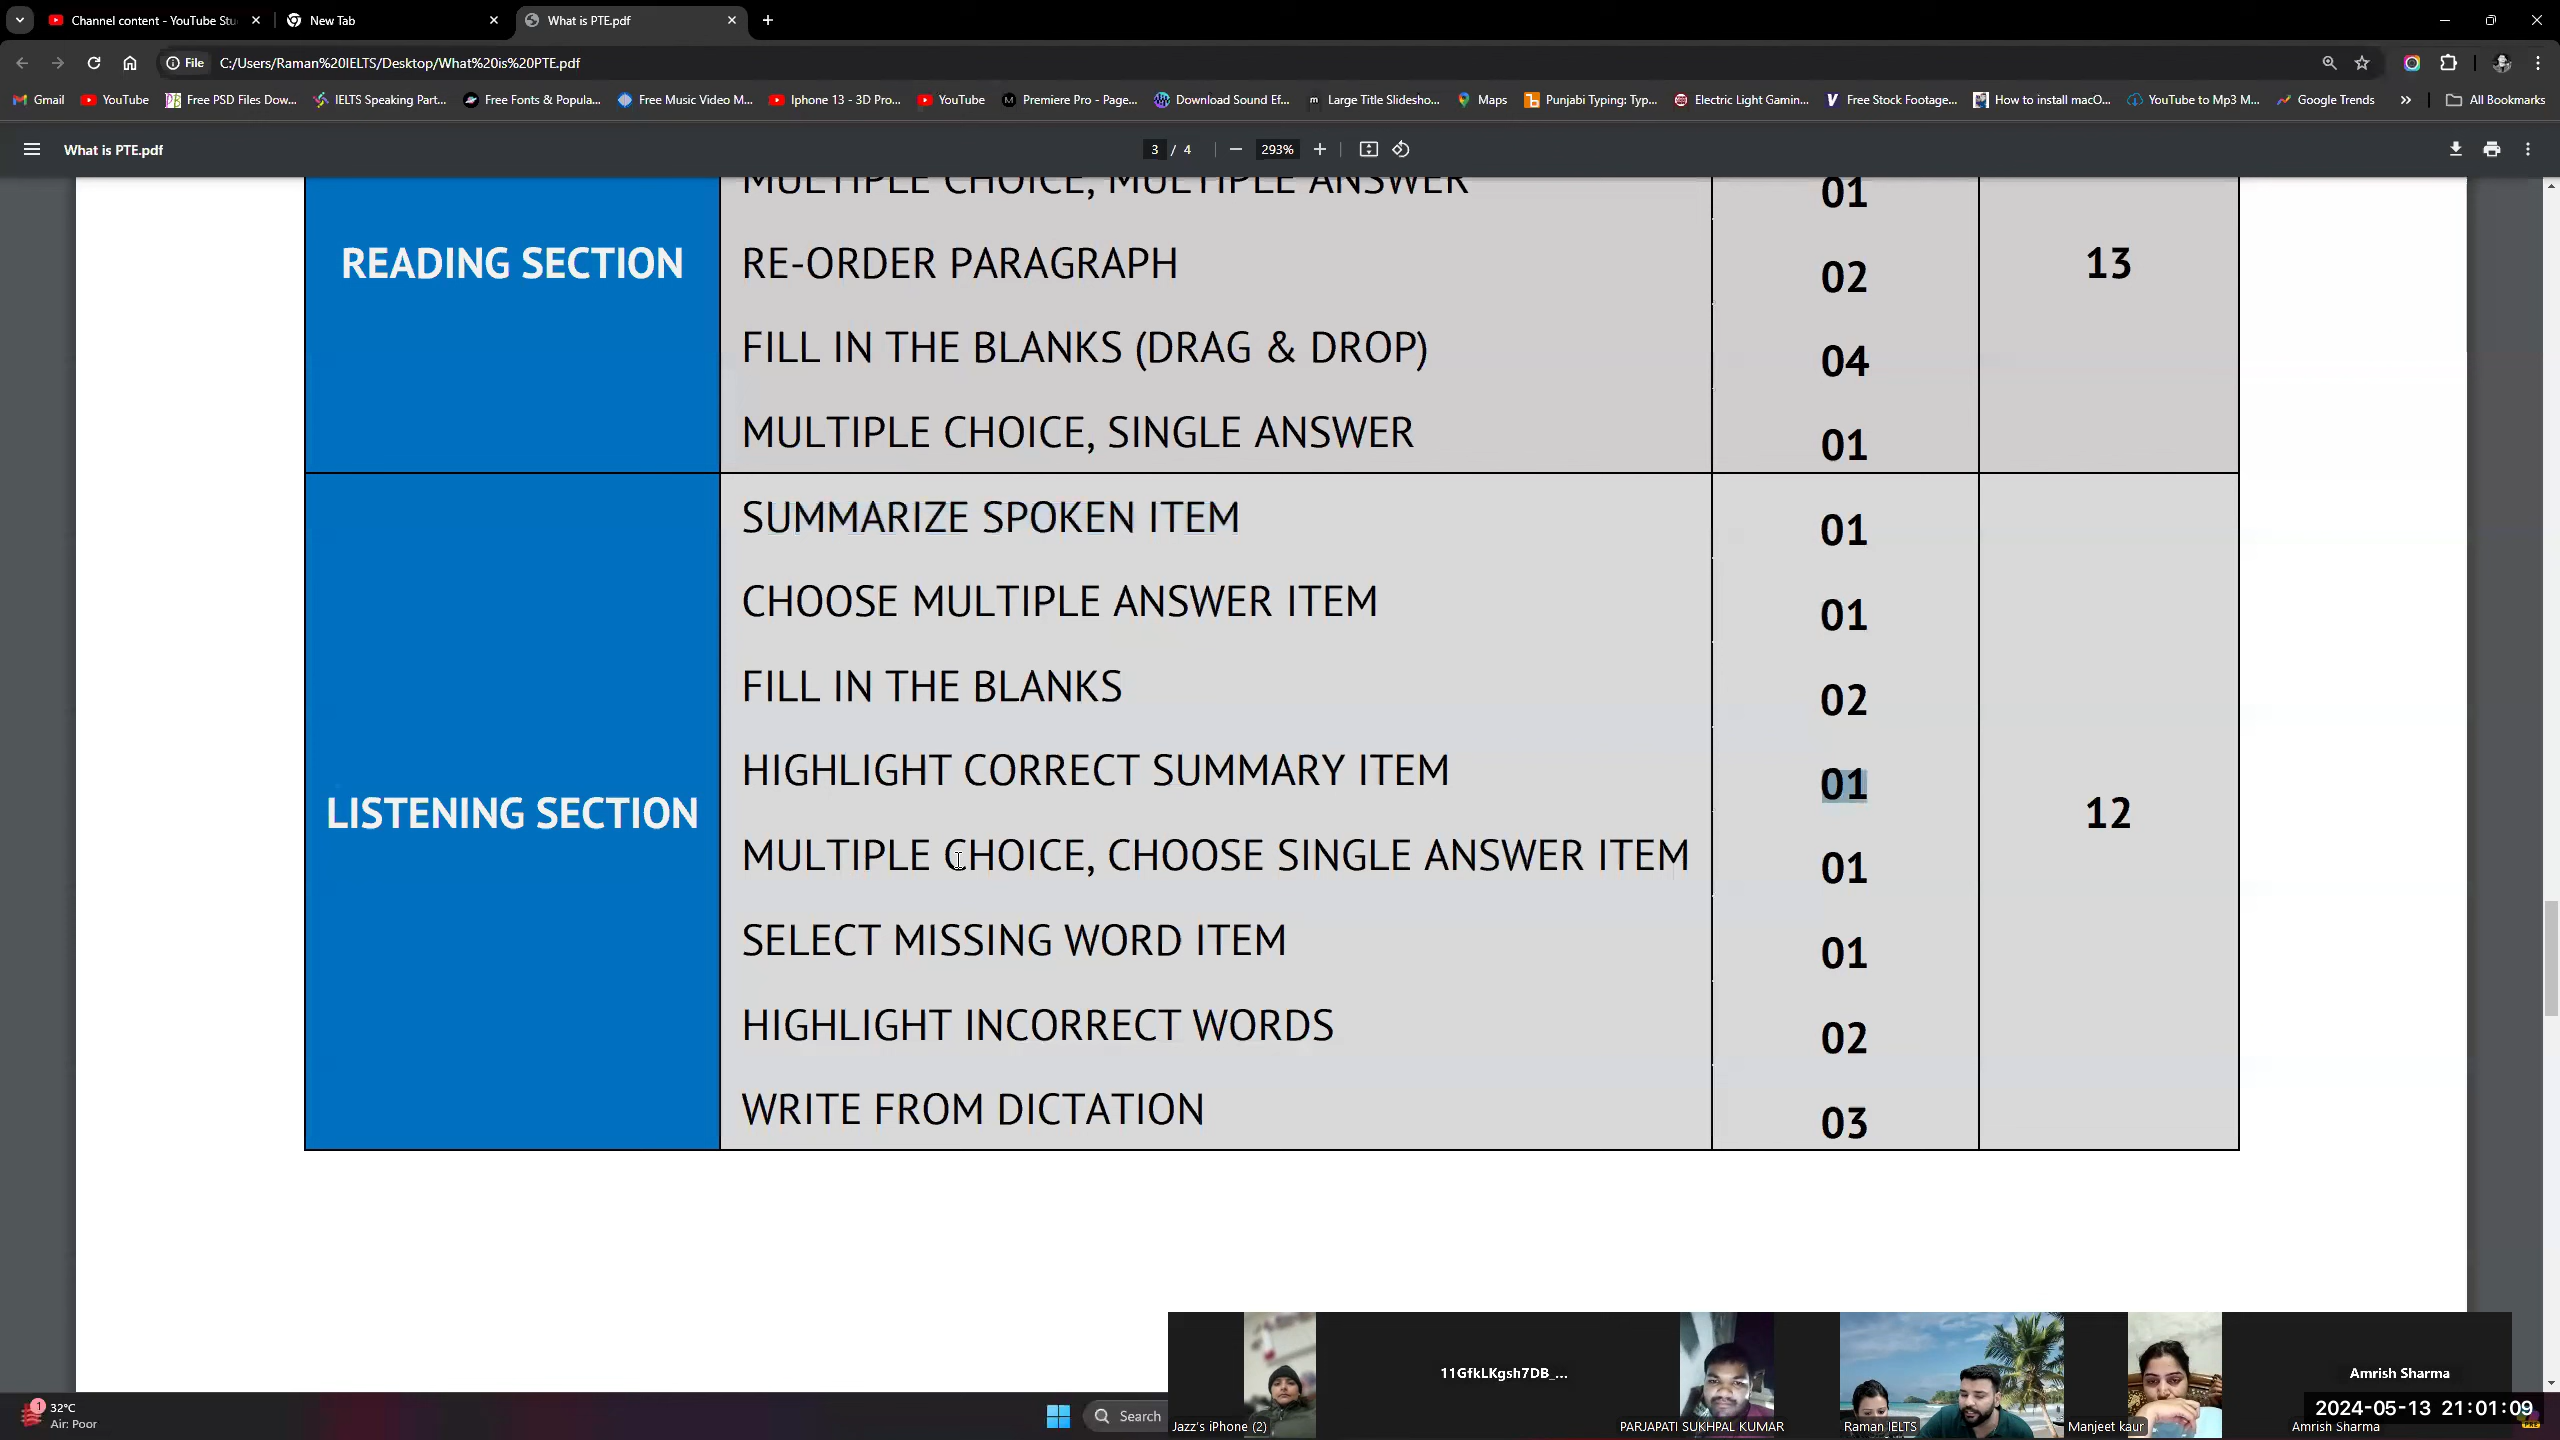 Channel content - YouTube Stu
New Tab
What is PTE.pdf
File C:/Users/Raman%20IELTS/Desktop/What%20is%20PTE.pdf
Gmail YouTube Free PSD Files Dow... IELTS Speaking Part... Free Fonts & Popula... Free Music Video M... Iphone 13 - 3D Pro... YouTube Premiere Pro - Page... Download Sound Ef... Large Title Slidesho... Maps Punjabi Typing: Typ... Electric Light Gamin... Free Stock Footage... How to install macO... YouTube to Mp3 M... Google Trends » All Bookmarks
What is PTE.pdf 3 / 4 293%
MULTIPLE CHOICE, MULTIPLE ANSWER 01
READING SECTION RE-ORDER PARAGRAPH 02 13
FILL IN THE BLANKS (DRAG & DROP) 04
MULTIPLE CHOICE, SINGLE ANSWER 01
SUMMARIZE SPOKEN ITEM 01
CHOOSE MULTIPLE ANSWER ITEM 01
FILL IN THE BLANKS 02
HIGHLIGHT CORRECT SUMMARY ITEM 01
LISTENING SECTION 12
MULTIPLE CHOICE, CHOOSE SINGLE ANSWER ITEM 01
SELECT MISSING WORD ITEM 01
HIGHLIGHT INCORRECT WORDS 02
WRITE FROM DICTATION 03
11GfkLKgsh7DB_...
Amrish Sharma
1
32°C
Air: Poor
Search
Jazz's iPhone (2)
PARJAPATI SUKHPAL KUMAR
Raman IELTS
Manjeet kaur
Amrish Sharma
2024-05-13 21:01:09